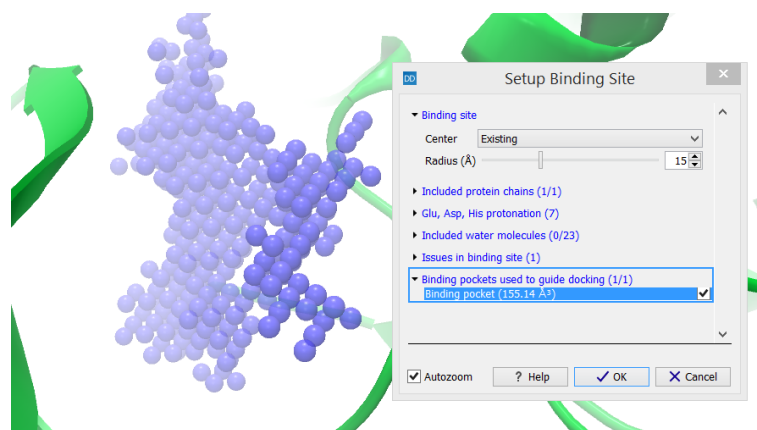 DD Setup Binding Site
Binding site
Center Existing
Radius (Å) 15
Included protein chains (1/1)
Glu, Asp, His protonation (7)
Included water molecules (0/23)
Issues in binding site (1)
Binding pockets used to guide docking (1/1)
Binding pocket (155.14 Å³)
Autozoom ? Help OK Cancel